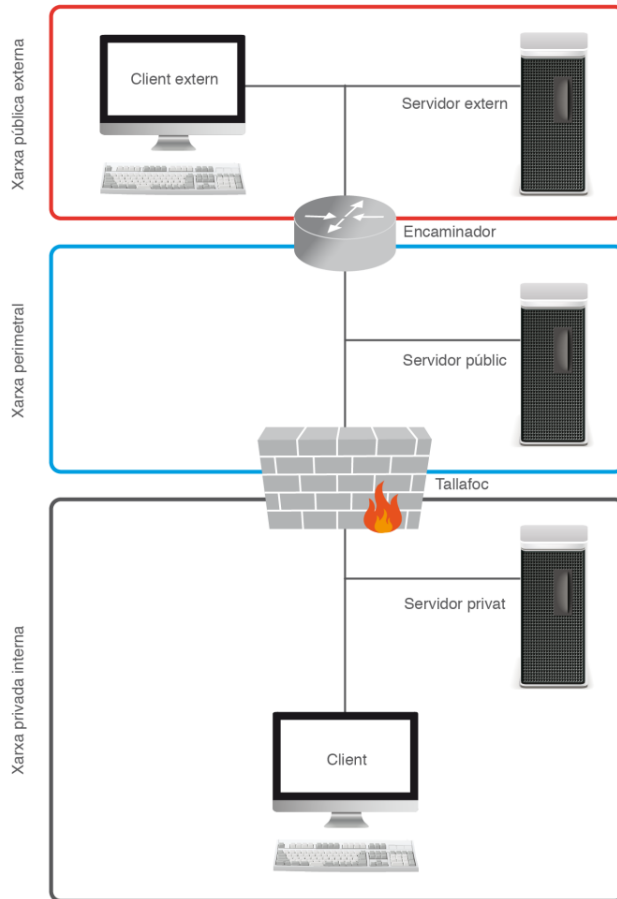 Xarxa pública externa
Client extern
Servidor extern
Encaminador
Xarxa perimetral
Servidor públic
Tallafoc
Xarxa privada interna
Servidor privat
Client